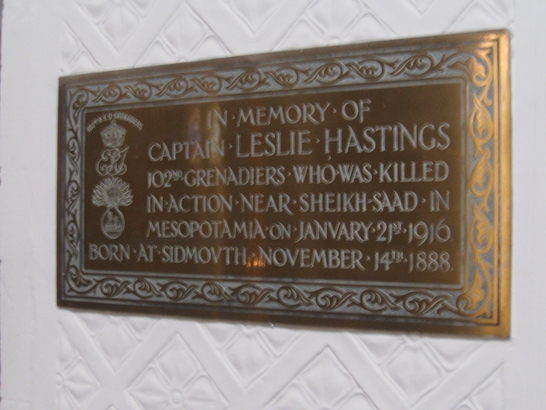 IN·MEMORY·OF
CAPTAIN·LESLIE·HASTINGS
102ND·GRENADIERS·WHO·WAS·KILLED
IN·ACTION·NEAR·SHEIKH·SAAD·IN
MESOPOTAMIA·ON·JANVARY·21ST·1916.
BORN·AT·SIDMOVTH·NOVEMBER·14TH·1888.